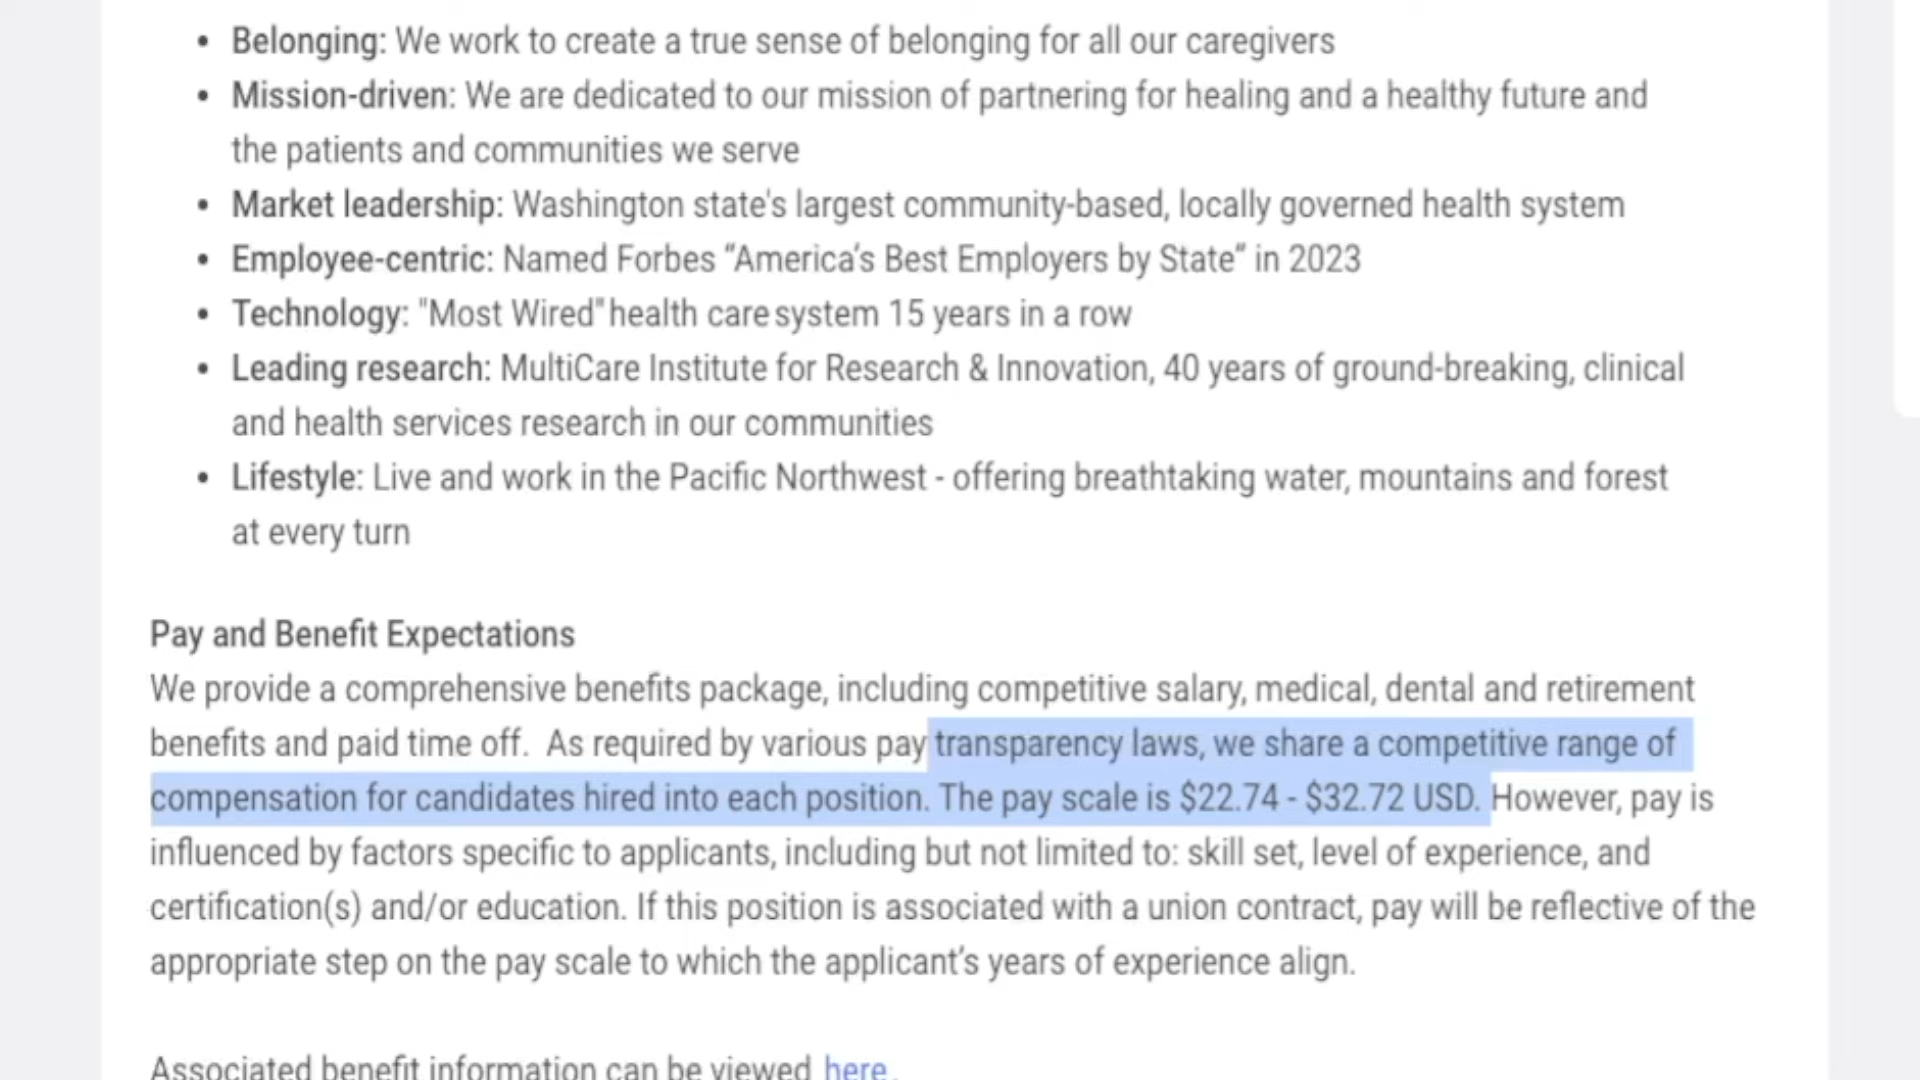 • Belonging: We work to create a true sense of belonging for all our caregivers
• Mission-driven: We are dedicated to our mission of partnering for healing and a healthy future and
the patients and communities we serve
• Market leadership: Washington state's largest community-based, locally governed health system
• Employee-centric: Named Forbes “America’s Best Employers by State“ in 2023
• Technology: "Most Wired" health care system 15 years in a row
• Leading research: MultiCare Institute for Research & Innovation, 40 years of ground-breaking, clinical
and health services research in our communities
• Lifestyle: Live and work in the Pacific Northwest - offering breathtaking water, mountains and forest
at every turn
Pay and Benefit Expectations
We provide a comprehensive benefits package, including competitive salary, medical, dental and retirement
benefits and paid time off.  As required by various pay transparency laws, we share a competitive range of
compensation for candidates hired into each position. The pay scale is $22.74 - $32.72 USD. However, pay is
influenced by factors specific to applicants, including but not limited to: skill set, level of experience, and
certification(s) and/or education. If this position is associated with a union contract, pay will be reflective of the
appropriate step on the pay scale to which the applicant’s years of experience align.
Associated benefit information can be viewed here.